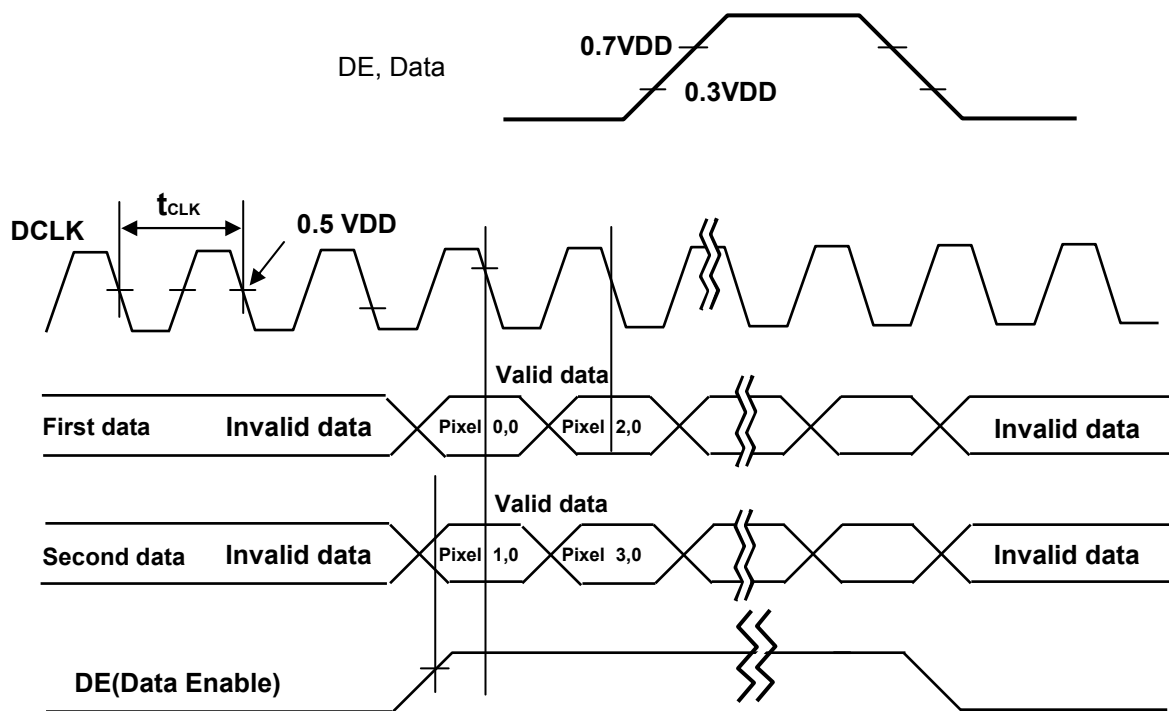 0.7VDD
DE, Data
0.3VDD
tCLK
0.5 VDD
DCLK
Valid data
First data Invalid data Pixel 0,0 Pixel 2,0 Invalid data
Valid data
Second data Invalid data Pixel 1,0 Pixel 3,0 Invalid data
DE(Data Enable)